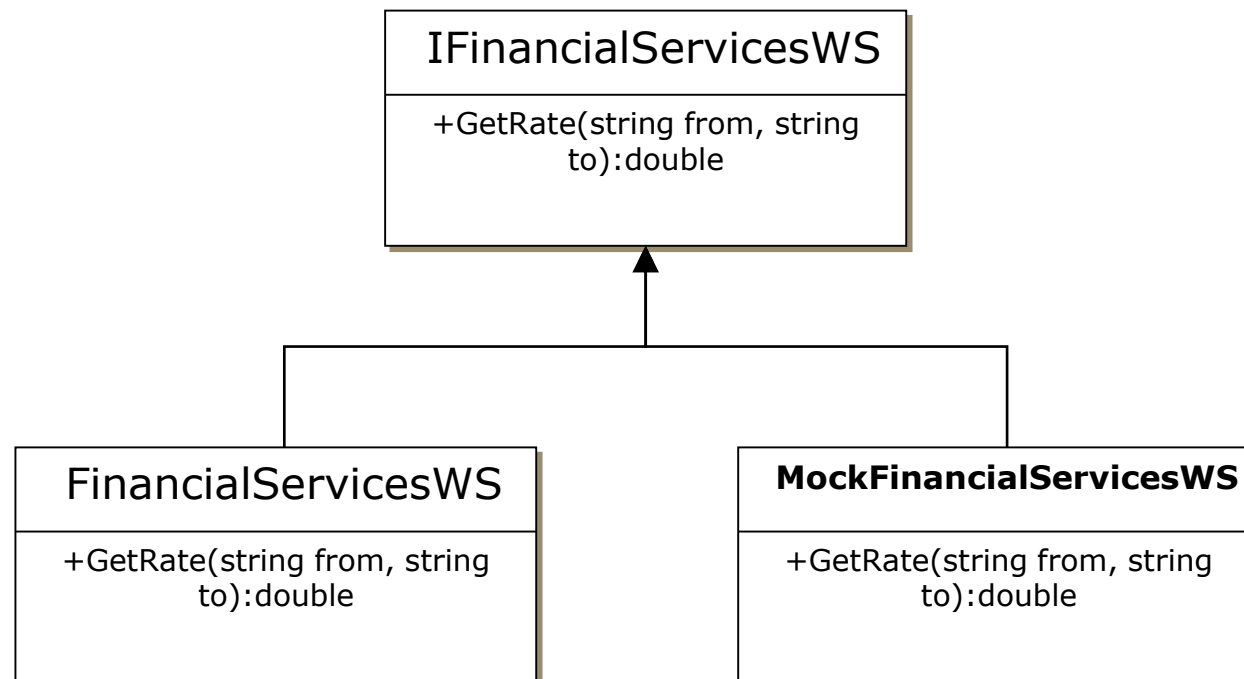 IFinancialServicesWS
+GetRate(string from, string
to):double
FinancialServicesWS
+GetRate(string from, string
to):double
MockFinancialServicesWS
+GetRate(string from, string
to):double